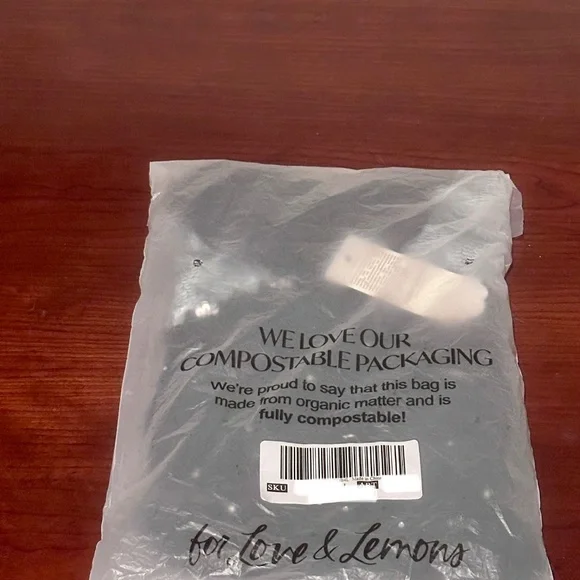 WE LOVE OUR
COMPOSTABLE PACKAGING
We're proud to say that this bag is
made from organic matter and is
fully compostable!
SKU
for Love & Lemons